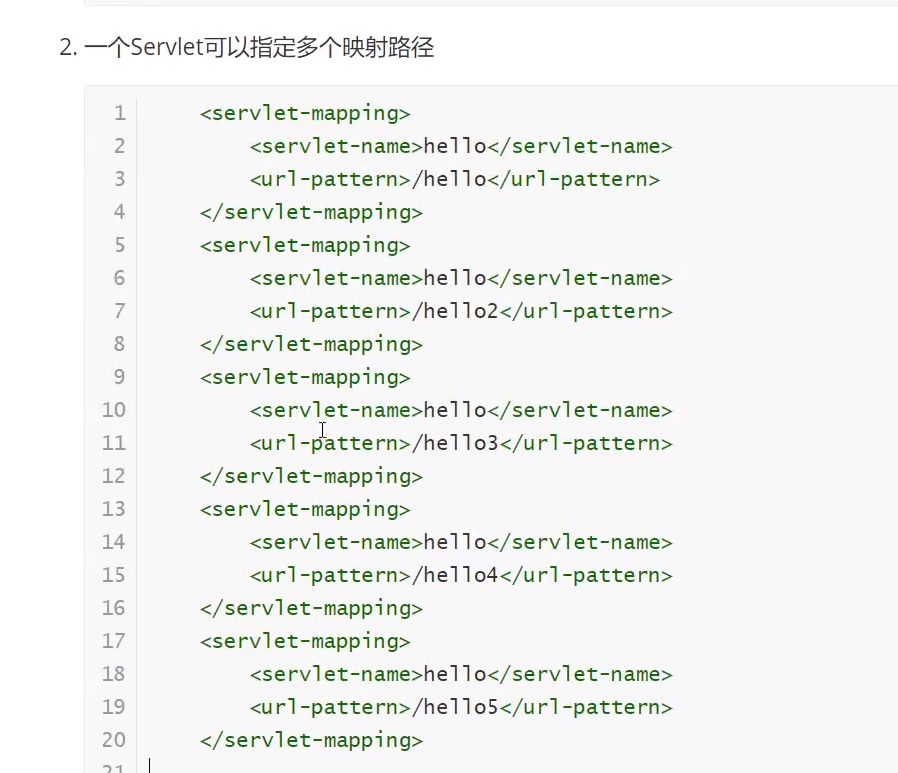 2. 一个Servlet可以指定多个映射路径
1 <servlet-mapping>
2 <servlet-name>hello</servlet-name>
3 <url-pattern>/hello</url-pattern>
4 </servlet-mapping>
5 <servlet-mapping>
6 <servlet-name>hello</servlet-name>
7 <url-pattern>/hello2</url-pattern>
8 </servlet-mapping>
9 <servlet-mapping>
10 <servlet-name>hello</servlet-name>
11 <url-pattern>/hello3</url-pattern>
12 </servlet-mapping>
13 <servlet-mapping>
14 <servlet-name>hello</servlet-name>
15 <url-pattern>/hello4</url-pattern>
16 </servlet-mapping>
17 <servlet-mapping>
18 <servlet-name>hello</servlet-name>
19 <url-pattern>/hello5</url-pattern>
20 </servlet-mapping>
21